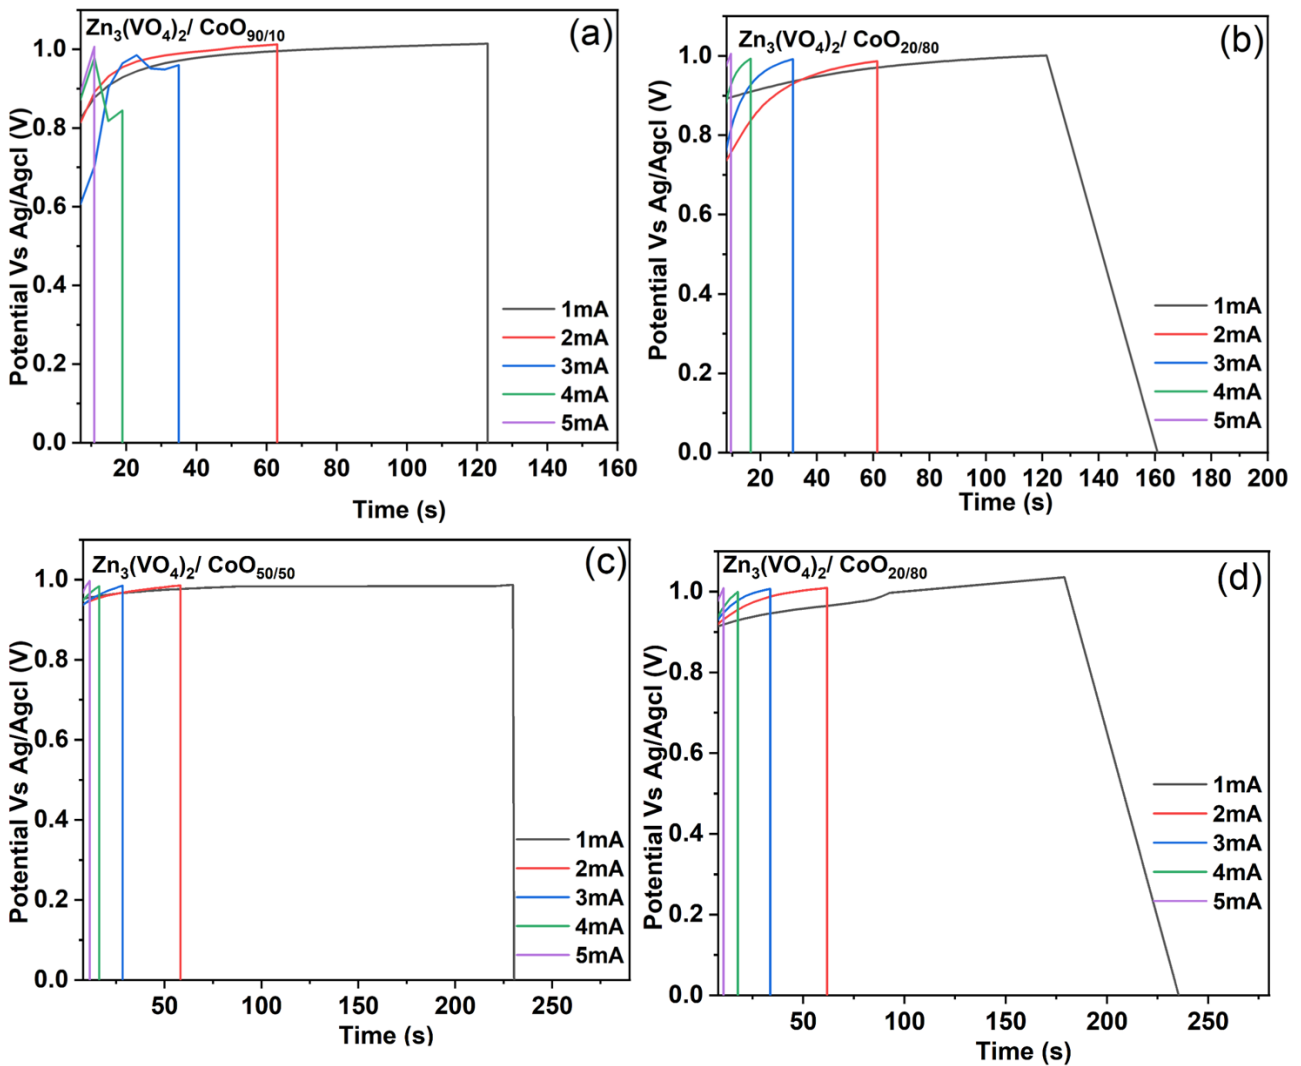 Zn3(VO4)2/ CoO90/10
(a)
Potential Vs Ag/Agcl (V)
1.0
0.8
0.6
0.4
0.2
0.0
1mA
2mA
3mA
4mA
5mA
20 40 60 80 100 120 140 160
Time (s)
Zn3(VO4)2/ CoO20/80
(b)
Potential Vs Ag/Agcl (V)
1.0
0.8
0.6
0.4
0.2
0.0
1mA
2mA
3mA
4mA
5mA
20 40 60 80 100 120 140 160 180 200
Time (s)
Zn3(VO4)2/ CoO50/50
(c)
Potential Vs Ag/Agcl (V)
1.0
0.8
0.6
0.4
0.2
0.0
1mA
2mA
3mA
4mA
5mA
50 100 150 200 250
Time (s)
Zn3(VO4)2/ CoO20/80
(d)
Potential Vs Ag/Agcl (V)
1.0
0.8
0.6
0.4
0.2
0.0
1mA
2mA
3mA
4mA
5mA
50 100 150 200 250
Time (s)